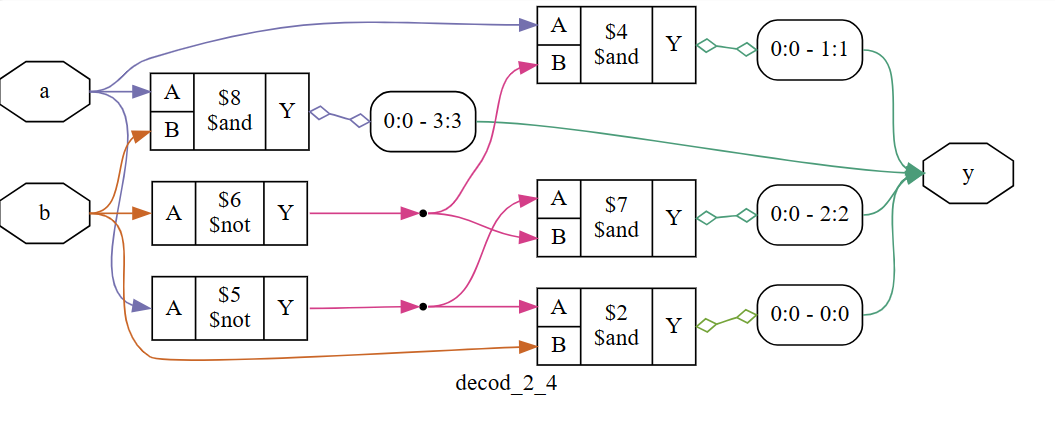 a
b
A
B
$8
$and
Y
0:0 - 3:3
A
$6
$not
Y
A
$5
$not
Y
A
B
$4
$and
Y
0:0 - 1:1
A
B
$7
$and
Y
0:0 - 2:2
A
B
$2
$and
Y
0:0 - 0:0
y
decod_2_4